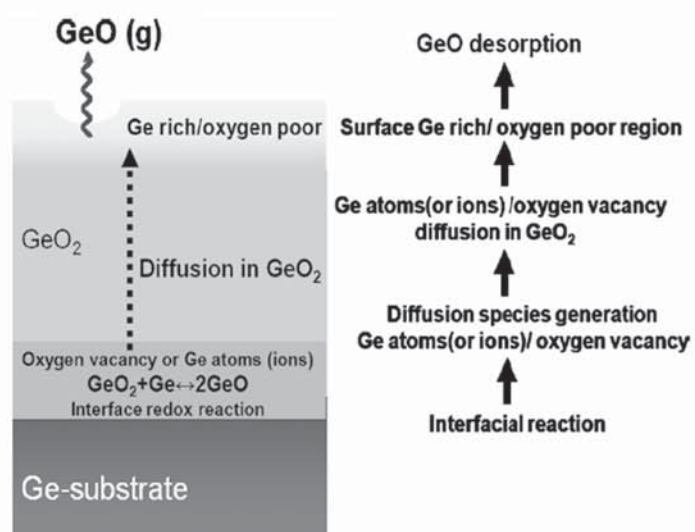 GeO (g)
Ge rich/oxygen poor
GeO₂
Diffusion in GeO₂
Oxygen vacancy or Ge atoms (ions)
GeO₂+Ge↔2GeO
Interface redox reaction
Ge-substrate
GeO desorption
Surface Ge rich/ oxygen poor region
Ge atoms(or ions)/oxygen vacancy
diffusion in GeO₂
Diffusion species generation
Ge atoms(or ions)/ oxygen vacancy
Interfacial reaction